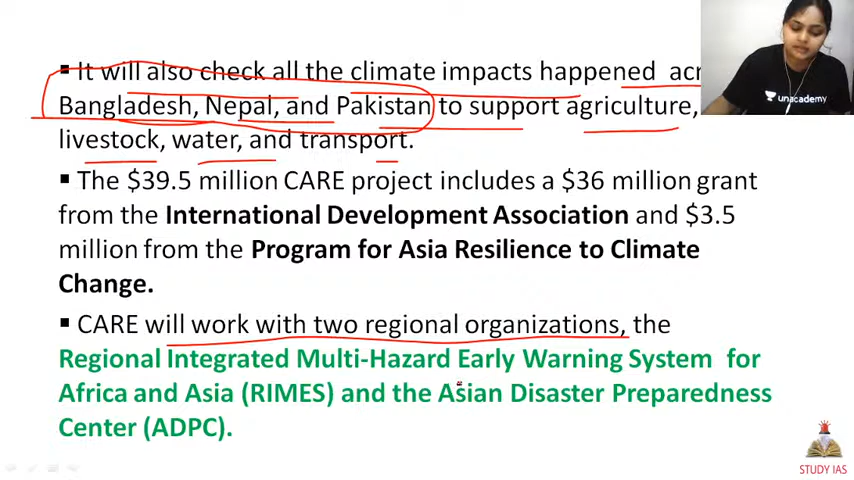 ▪ It will also check all the climate impacts happened acr
Bangladesh, Nepal, and Pakistan to support agriculture,
livestock, water, and transport.
▪ The $39.5 million CARE project includes a $36 million grant
from the International Development Association and $3.5
million from the Program for Asia Resilience to Climate
Change.
▪ CARE will work with two regional organizations, the
Regional Integrated Multi-Hazard Early Warning System for
Africa and Asia (RIMES) and the Asian Disaster Preparedness
Center (ADPC).
unacademy
STUDY IAS